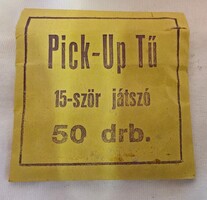 Pick-Up Tű
15-ször játszó
50 drb.